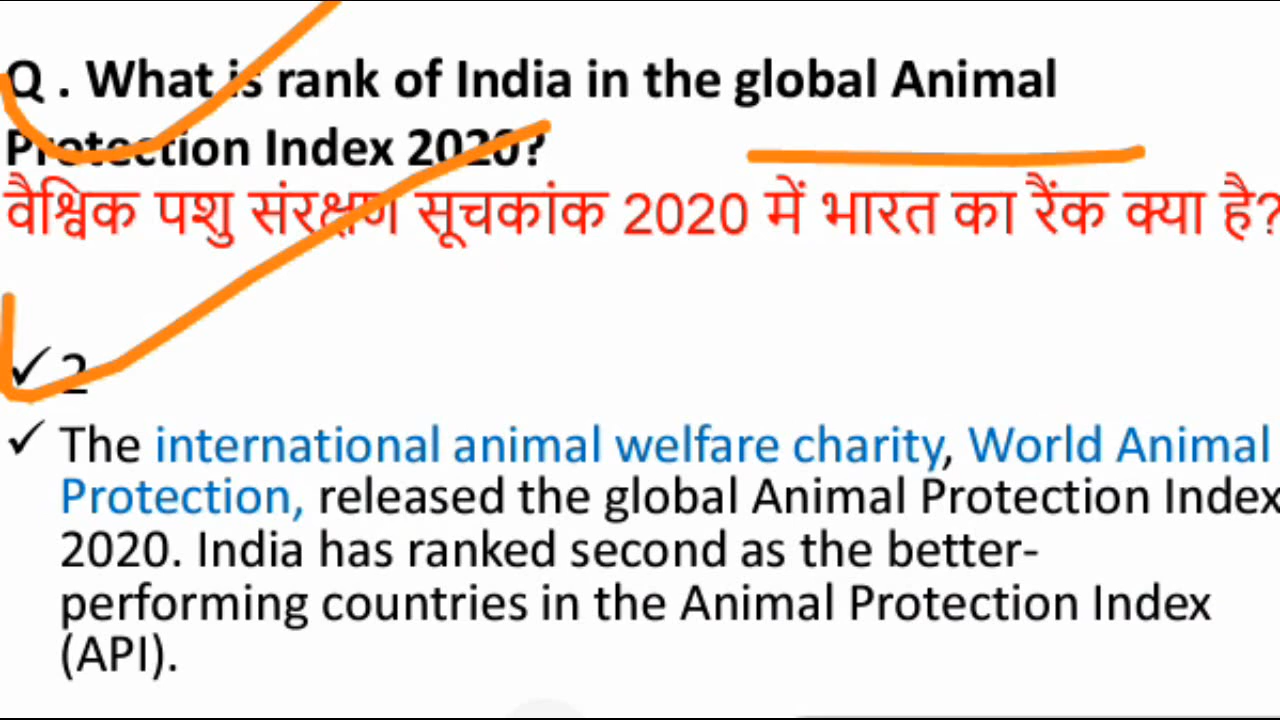 Q . What is rank of India in the global Animal
Protection Index 2020?
वैश्विक पशु संरक्षण सूचकांक 2020 में भारत का रैंक क्या है?
✓ 2
✓ The international animal welfare charity, World Animal
Protection, released the global Animal Protection Index
2020. India has ranked second as the better-
performing countries in the Animal Protection Index
(API).